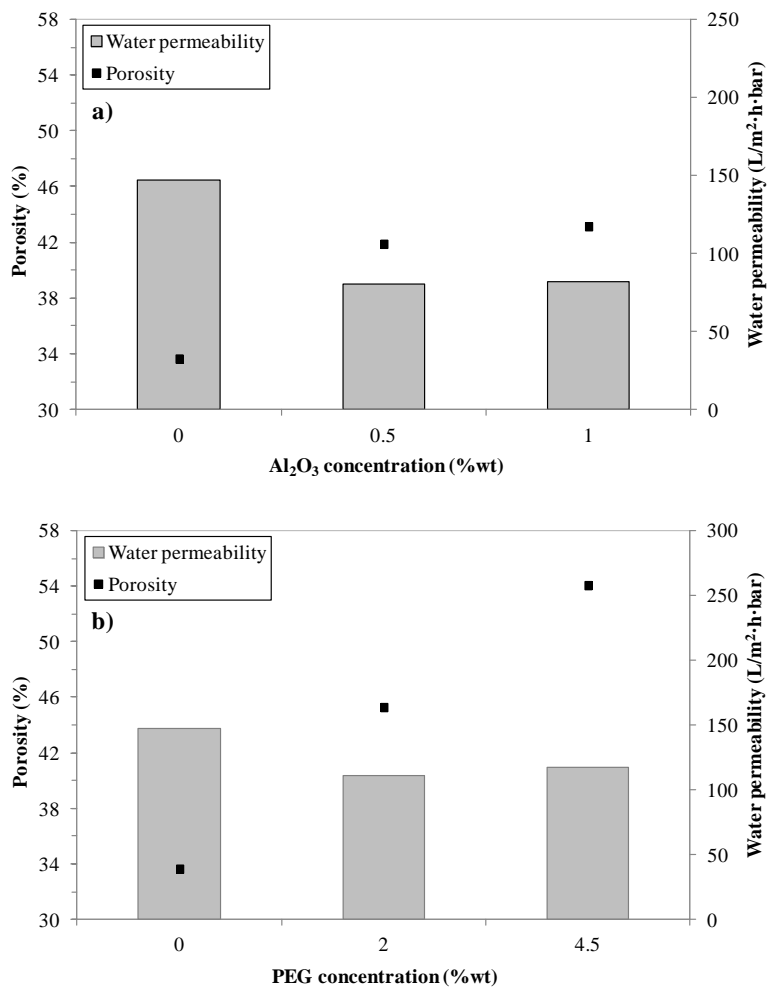 Water permeability
Porosity
a)
Porosity (%)
58
54
50
46
42
38
34
30
250
200
150
100
50
0
Water permeability (L/m²·h·bar)
0
0.5
1
Al₂O₃ concentration (%wt)
Water permeability
Porosity
b)
Porosity (%)
58
54
50
46
42
38
34
30
300
250
200
150
100
50
0
Water permeability (L/m²·h·bar)
0
2
4.5
PEG concentration (%wt)